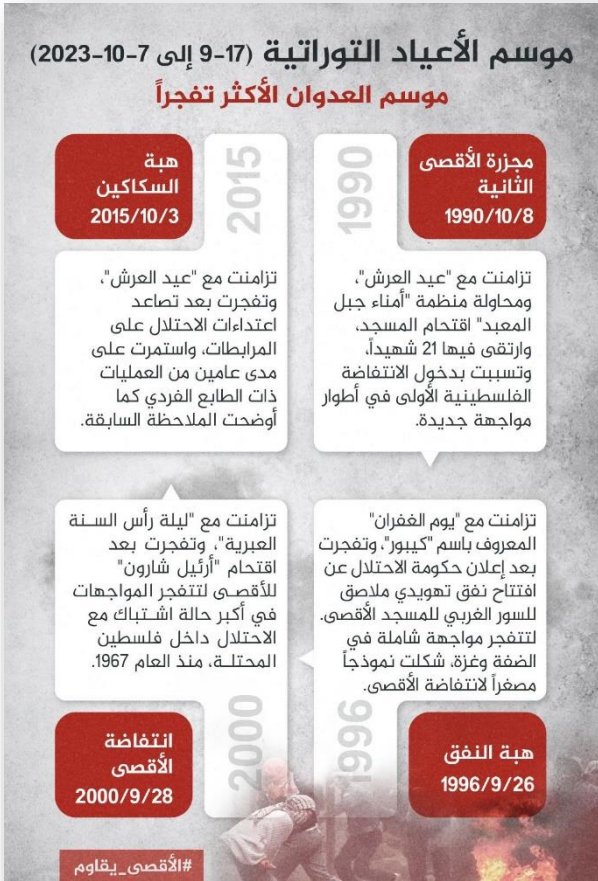 موسم الأعياد التوراتية (17-9 إلى 7-10-2023)
موسم العدوان الأكثر تفجراً
مجزرة الأقصى
الثانية
1990/10/8
1990
تزامنت مع "عيد العرش"،
ومحاولة منظمة "أمناء جبل
المعبد" اقتحام المسجد،
وارتقى فيها 21 شهيداً،
وتسببت بدخول الانتفاضة
الفلسطينية الأولى في أطوار
مواجهة جديدة.
هبة
السكاكين
2015/10/3
2015
تزامنت مع "عيد العرش"،
وتفجرت بعد تصاعد
اعتداءات الاحتلال على
المرابطات، واستمرت على
مدى عامين من العمليات
ذات الطابع الفردي كما
أوضحت الملاحظة السابقة.
تزامنت مع "يوم الغفران"
المعروف باسم "كيبور"، وتفجرت
بعد إعلان حكومة الاحتلال عن
افتتاح نفق تهويدي ملاصق
للسور الغربي للمسجد الأقصى.
لتتفجر مواجهة شاملة في
الضفة وغزة، شكلت نموذجاً
مصغراً لانتفاضة الأقصى.
1996
هبة النفق
1996/9/26
تزامنت مع "ليلة رأس السنة
العبرية"، وتفجرت بعد
اقتحام "أرئيل شارون"
للأقصى لتتفجر المواجهات
في أكبر حالة اشتباك مع
الاحتلال داخل فلسطين
المحتلة، منذ العام 1967.
2000
انتفاضة
الأقصى
2000/9/28
#الأقصى_يقاوم